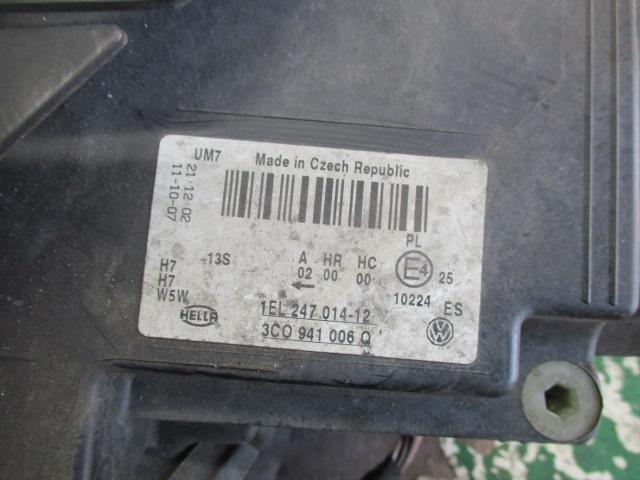 UM7 Made in Czech Republic
21:12:02
11-10-07
PL
H7
H7
W5W
13S
A HR HC
02 00 00
E4 25
10224 ES
HELLA
1EL 247 014-12
3C0 941 006 Q
VW